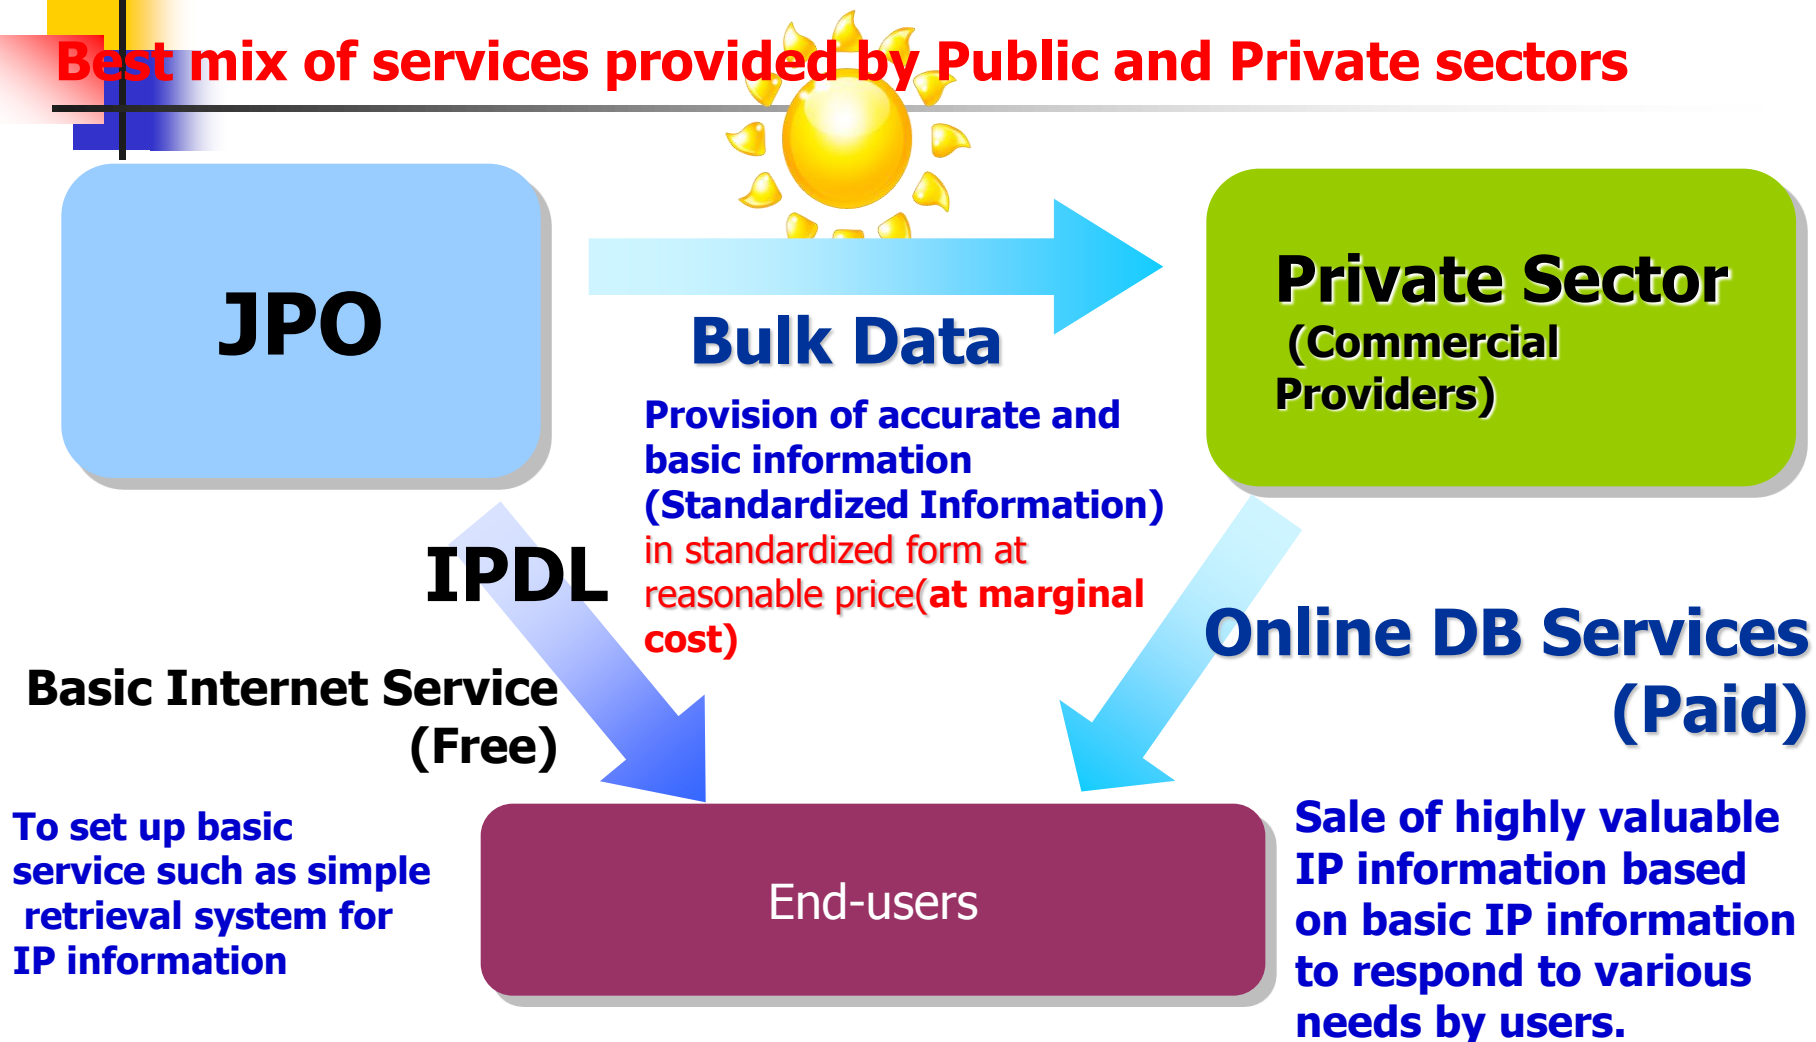 Best mix of services provided by Public and Private sectors
JPO
Private Sector
(Commercial
Providers)
Bulk Data
Provision of accurate and
basic information
(Standardized Information)
in standardized form at
reasonable price(at marginal
cost)
IPDL
Basic Internet Service
(Free)
Online DB Services
(Paid)
To set up basic
service such as simple
retrieval system for
IP information
End-users
Sale of highly valuable
IP information based
on basic IP information
to respond to various
needs by users.